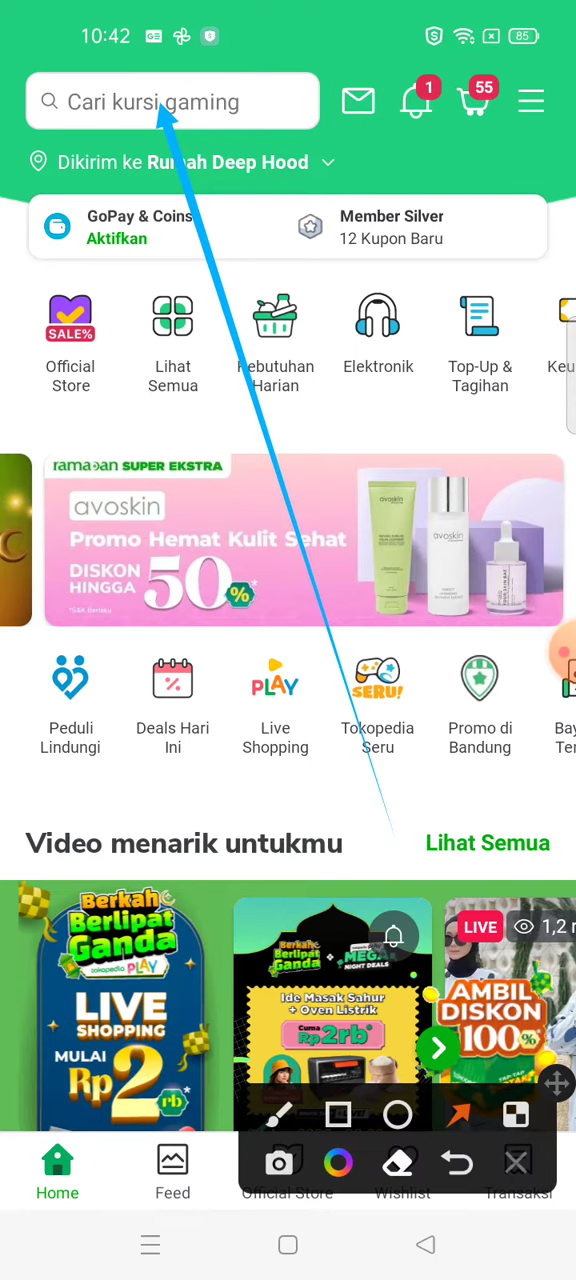 10:42
85
Cari kursi gaming
1
55
Dikirim ke Rumah Deep Hood
GoPay & Coins
Aktifkan
Member Silver
12 Kupon Baru
SALE%
Official
Store
Lihat
Semua
Kebutuhan
Harian
Elektronik
Top-Up &
Tagihan
Keu
ramadan SUPER EKSTRA
avoskin
Promo Hemat Kulit Sehat
DISKON
HINGGA
50%*
*S&K Berlaku
avoskin
avoskin
PLAY
SERU!
Peduli
Lindungi
Deals Hari
Ini
Live
Shopping
Tokopedia
Seru
Promo di
Bandung
Bay
Ter
Video menarik untukmu
Lihat Semua
Berkah
Berlipat
Ganda
tokopedia PLAY
LIVE
SHOPPING
MULAI
Rp2rb*
Berkah
Berlipat
Ganda
MEGA
NIGHT DEALS
Ide Masak Sahur
+ Oven Listrik
Cuma
Rp2rb*
LIVE
1,2 r
AMBIL
DISKON
100%
Home
Feed
Official Store
Wishlist
Transaksi